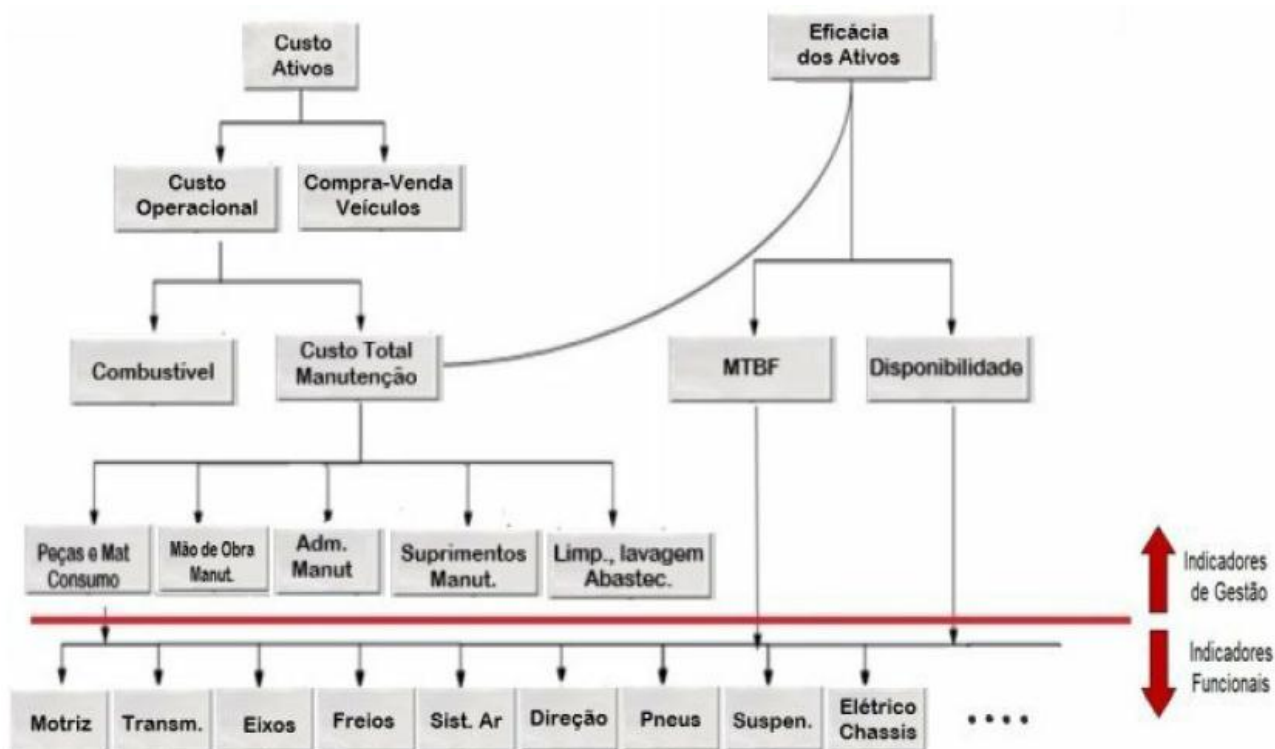 Custo
Ativos
Eficácia
dos Ativos
Custo
Operacional
Compra-Venda
Veículos
Combustível
Custo Total
Manutenção
MTBF
Disponibilidade
Peças e Mat
Consumo
Mão de Obra
Manut.
Adm.
Manut
Suprimentos
Manut.
Limp., lavagem
Abastec.
Indicadores
de Gestão
Indicadores
Funcionais
Motriz
Transm.
Eixos
Freios
Sist. Ar
Direção
Pneus
Suspen.
Elétrico
Chassis
....